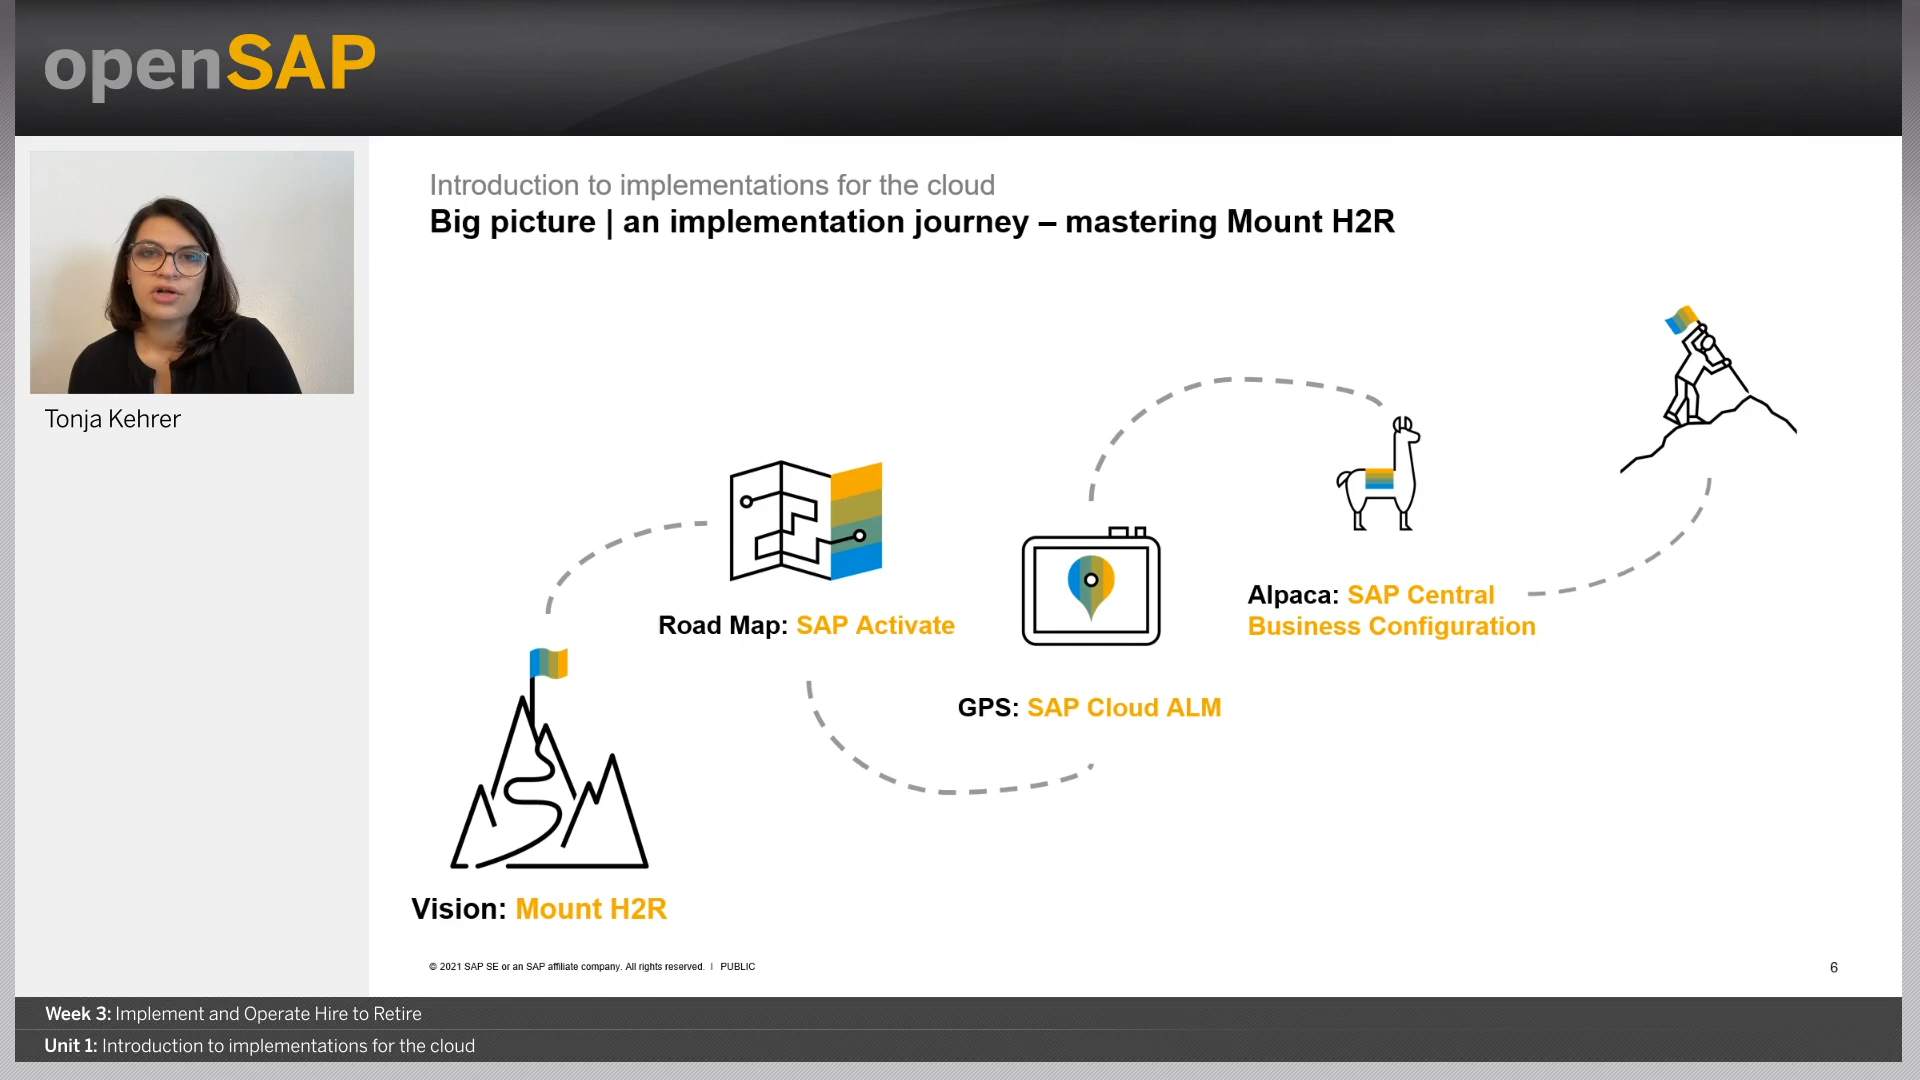 openSAP
Tonja Kehrer
Introduction to implementations for the cloud
Big picture | an implementation journey – mastering Mount H2R
Road Map: SAP Activate
GPS: SAP Cloud ALM
Alpaca: SAP Central
Business Configuration
Vision: Mount H2R
© 2021 SAP SE or an SAP affiliate company. All rights reserved. | PUBLIC
6
Week 3: Implement and Operate Hire to Retire
Unit 1: Introduction to implementations for the cloud